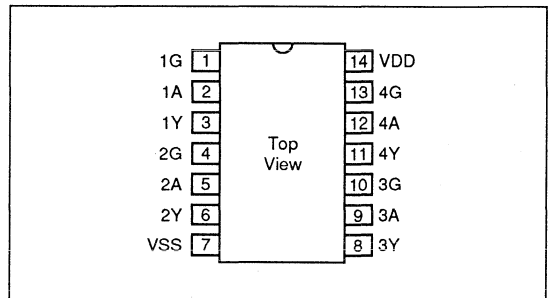 1G 1 14 VDD
1A 2 13 4G
1Y 3 12 4A
2G 4 Top 11 4Y
2A 5 View 10 3G
2Y 6 9 3A
VSS 7 8 3Y